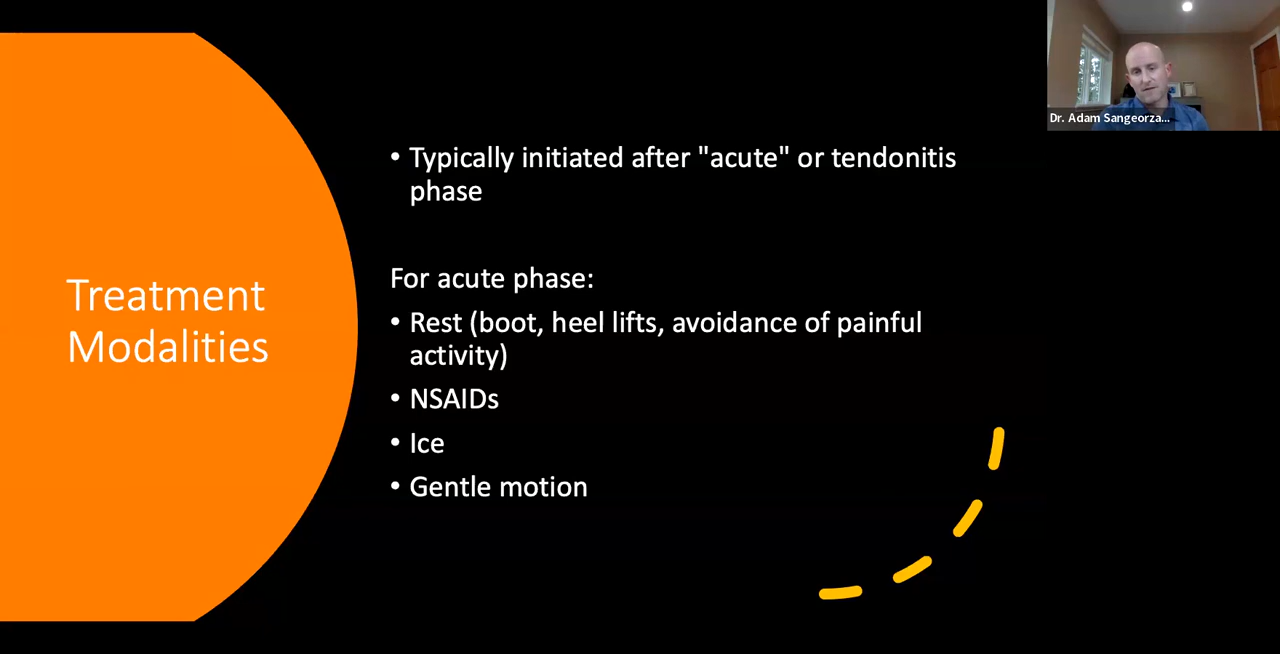 Dr. Adam Sangeorza...
Treatment
Modalities
• Typically initiated after "acute" or tendonitis
phase
For acute phase:
• Rest (boot, heel lifts, avoidance of painful
activity)
• NSAIDs
• Ice
• Gentle motion